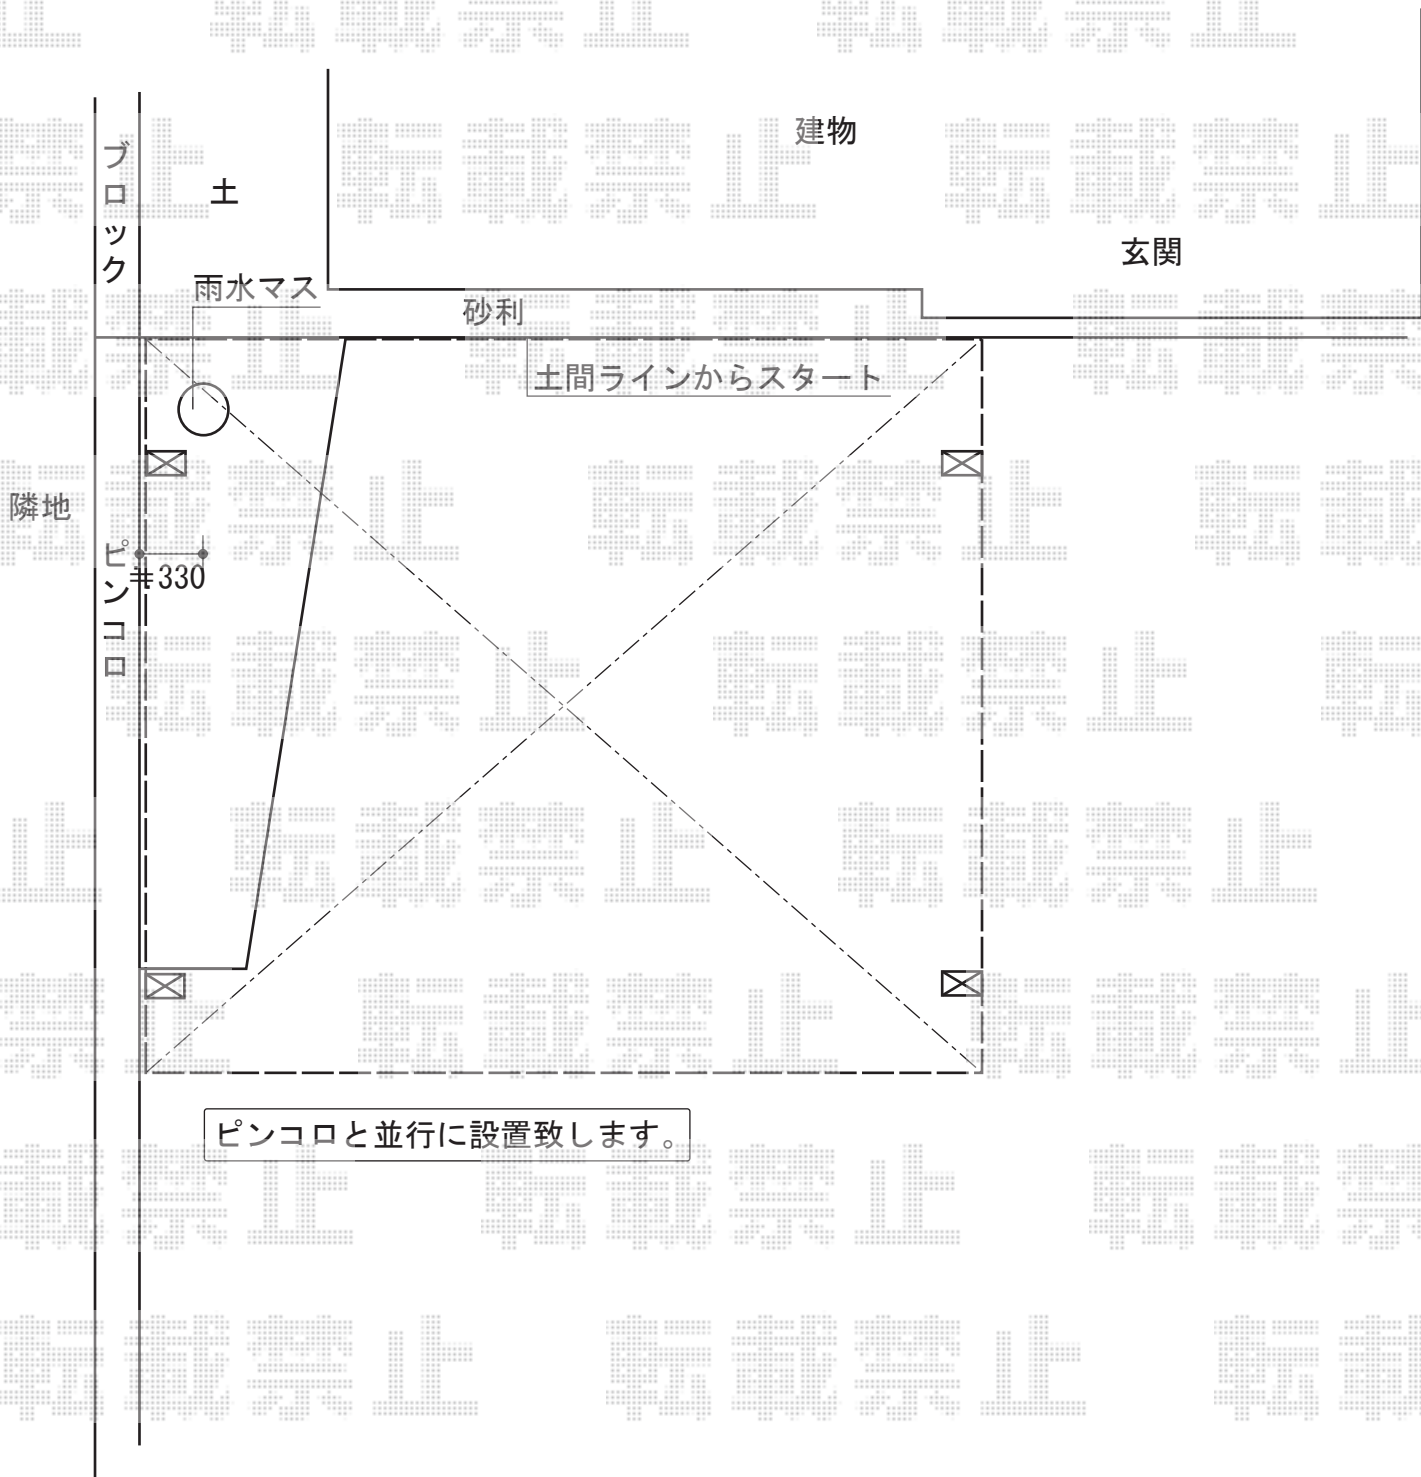 建物
ブロック
土
玄関
雨水マス
砂利
土間ラインからスタート
隣地
ピンコロ
≒330
ピンコロと並行に設置致します。
転載禁止